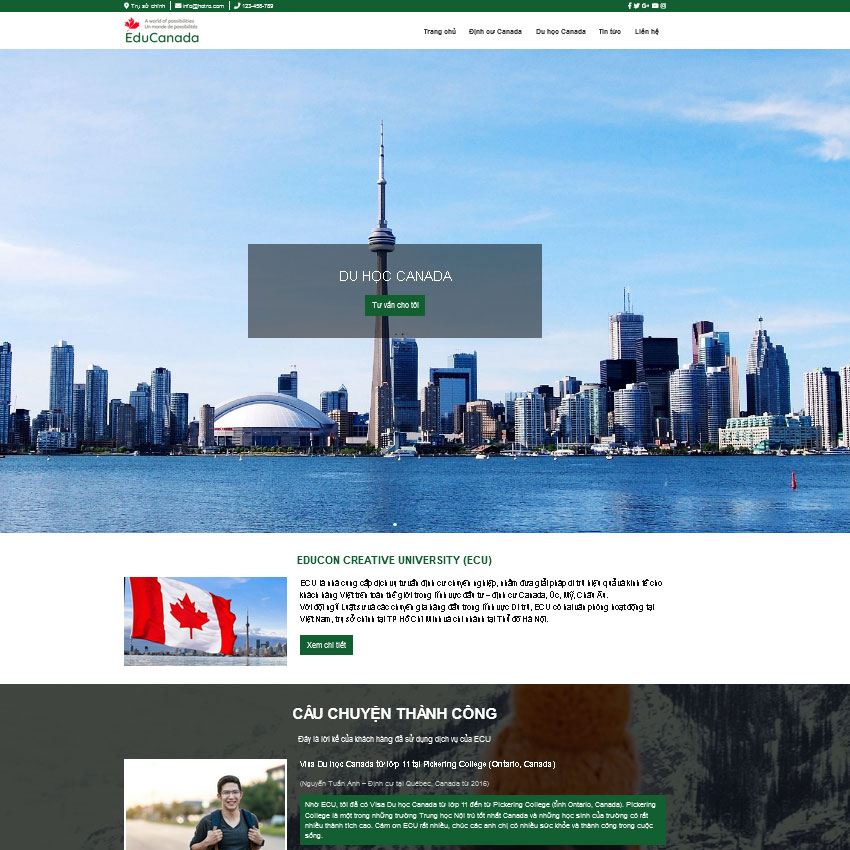 Trụ sở chính info@hotro.com 123-456-789
A world of possibilities
Un monde de possibilités
EduCanada
Trang chủ Định cư Canada Du học Canada Tin tức Liên hệ
DU HỌC CANADA
Tư vấn cho tôi
EDUCON CREATIVE UNIVERSITY (ECU)
ECU là nhà cung cấp dịch vụ tư vấn định cư chuyên nghiệp, nhằm đưa giải pháp di trú hiệu quả và kinh tế cho
khách hàng Việt trên toàn thế giới trong lĩnh vực đầu tư – định cư Canada, Úc, Mỹ, Châu Âu.
Với đội ngũ Luật sư và các chuyên gia hàng đầu trong lĩnh vực Di trú, ECU có hai văn phòng hoạt động tại
Việt Nam, trụ sở chính tại TP Hồ Chí Minh và chi nhánh tại Thủ đô Hà Nội.
Xem chi tiết
CÂU CHUYỆN THÀNH CÔNG
Đây là lời kể của khách hàng đã sử dụng dịch vụ của ECU
Visa Du học Canada từ lớp 11 tại Pickering College (Ontario, Canada)
(Nguyễn Tuấn Anh – Định cư tại Québec, Canada từ 2016)
Nhờ ECU, tôi đã có Visa Du học Canada từ lớp 11 đến từ Pickering College (tỉnh Ontario, Canada). Pickering
College là một trong những trường Trung học Nội trú tốt nhất Canada và những học sinh của trường có rất
nhiều thành tích cao. Cảm ơn ECU rất nhiều, chúc các anh chị có nhiều sức khỏe và thành công trong cuộc
sống.